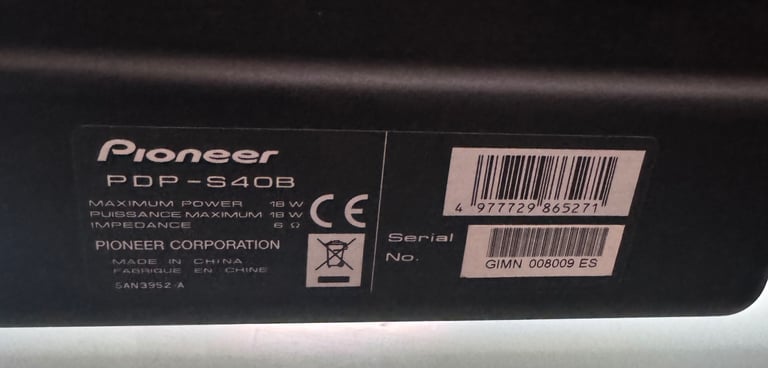 Pioneer
PDP-S40B
MAXIMUM POWER 18 W
PUISSANCE MAXIMUM 18 W
IMPEDANCE 6 Ω
CE
PIONEER CORPORATION
MADE IN CHINA
FABRIQUE EN CHINE
SAN3952-A
4 977729 865271
Serial
No.
GIMN 008009 ES